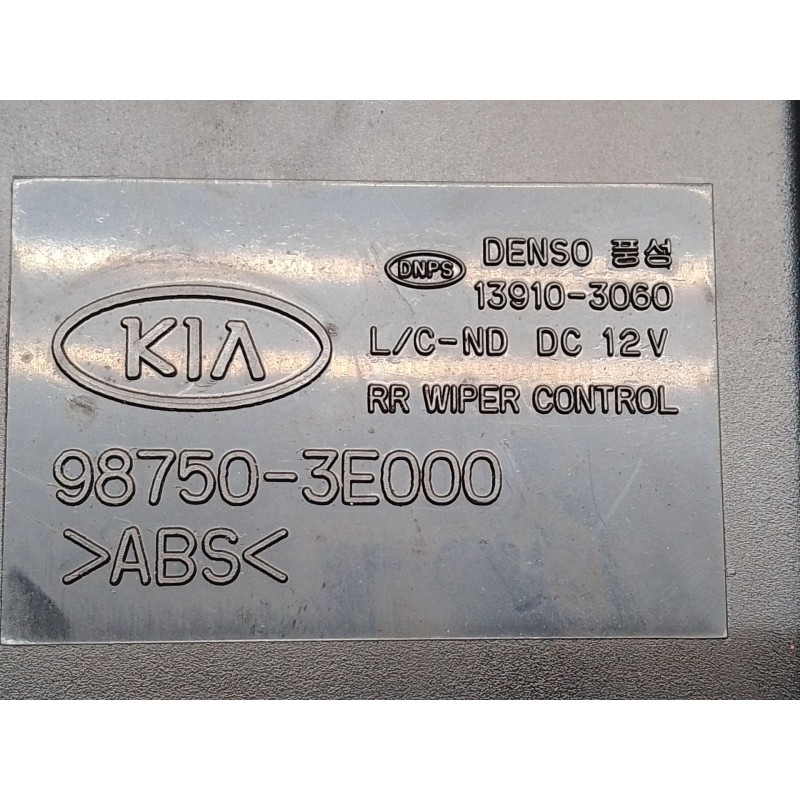 KIA
DNPS
DENSO 풍성
13910-3060
L/C-ND DC 12V
RR WIPER CONTROL
98750-3E000
>ABS<